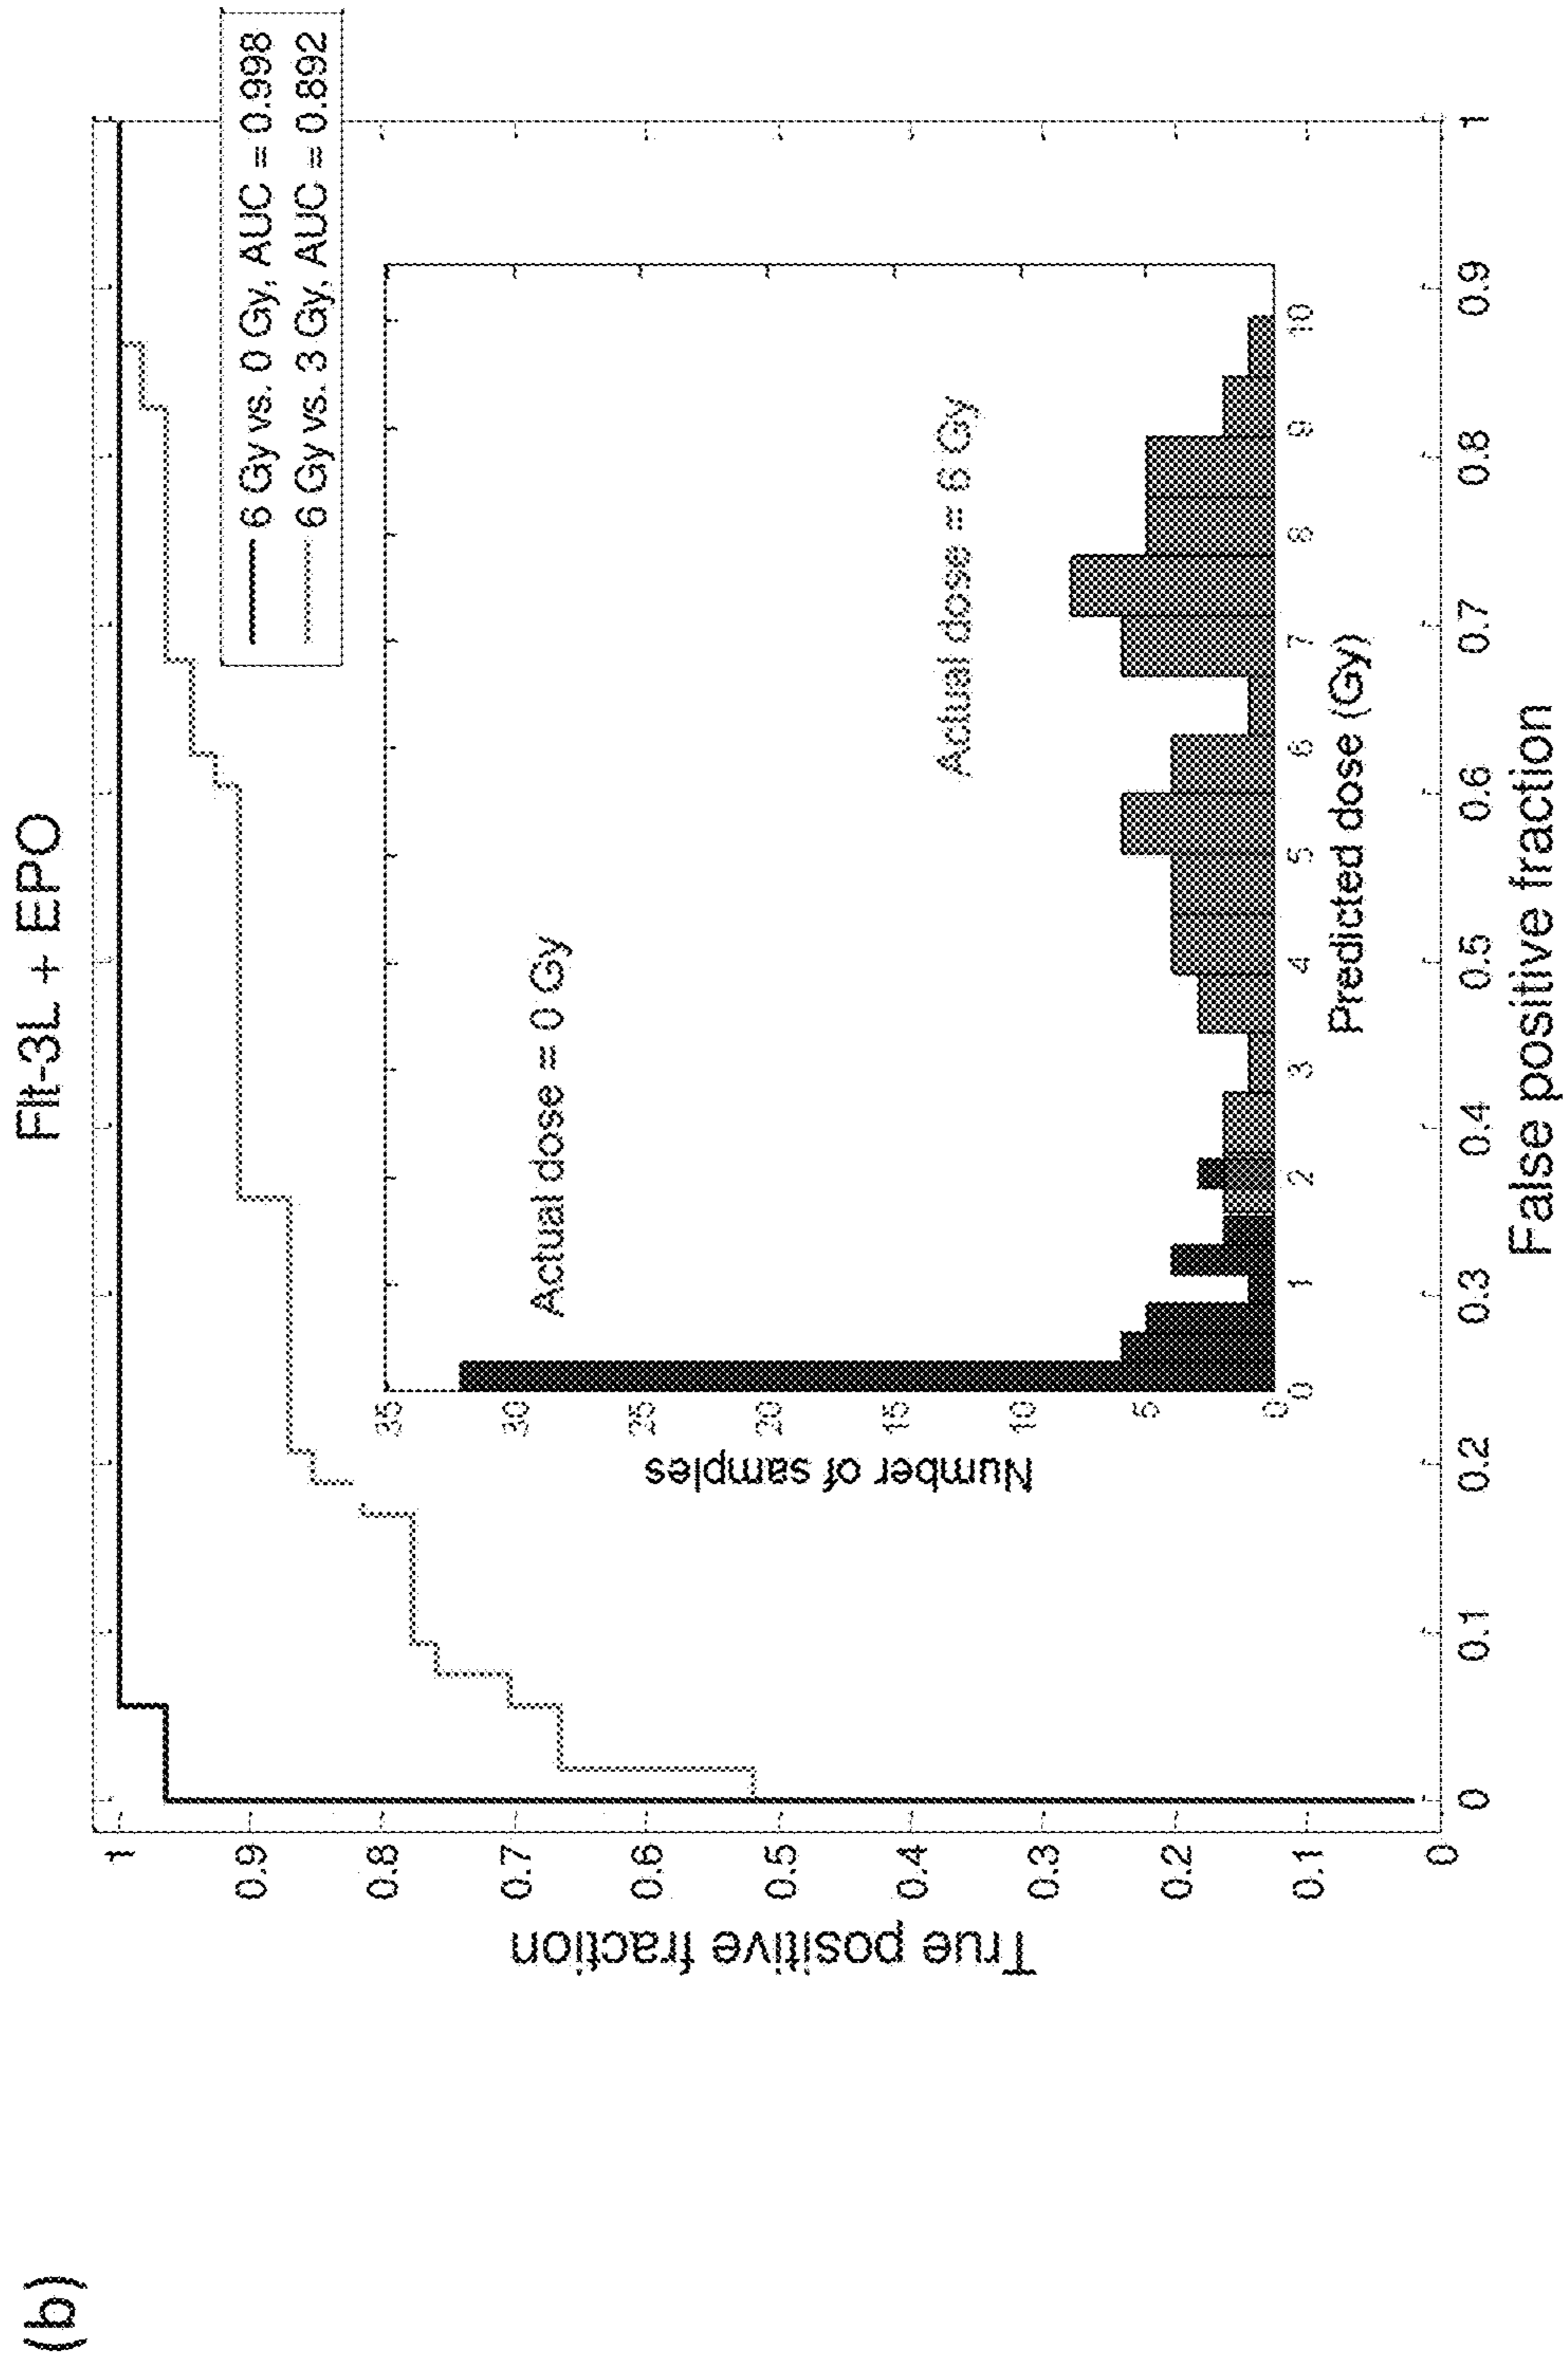 (b)
Flt-3L + EPO
6 Gy vs. 0 Gy, AUC = 0.998
6 Gy vs. 3 Gy, AUC = 0.892
True positive fraction
1
0.9
0.8
0.7
0.6
0.5
0.4
0.3
0.2
0.1
0
Actual dose = 0 Gy
Actual dose = 6 Gy
Number of samples
35
30
25
20
15
10
5
0
0 1 2 3 4 5 6 7 8 9 10
Predicted dose (Gy)
0 0.1 0.2 0.3 0.4 0.5 0.6 0.7 0.8 0.9 1
False positive fraction